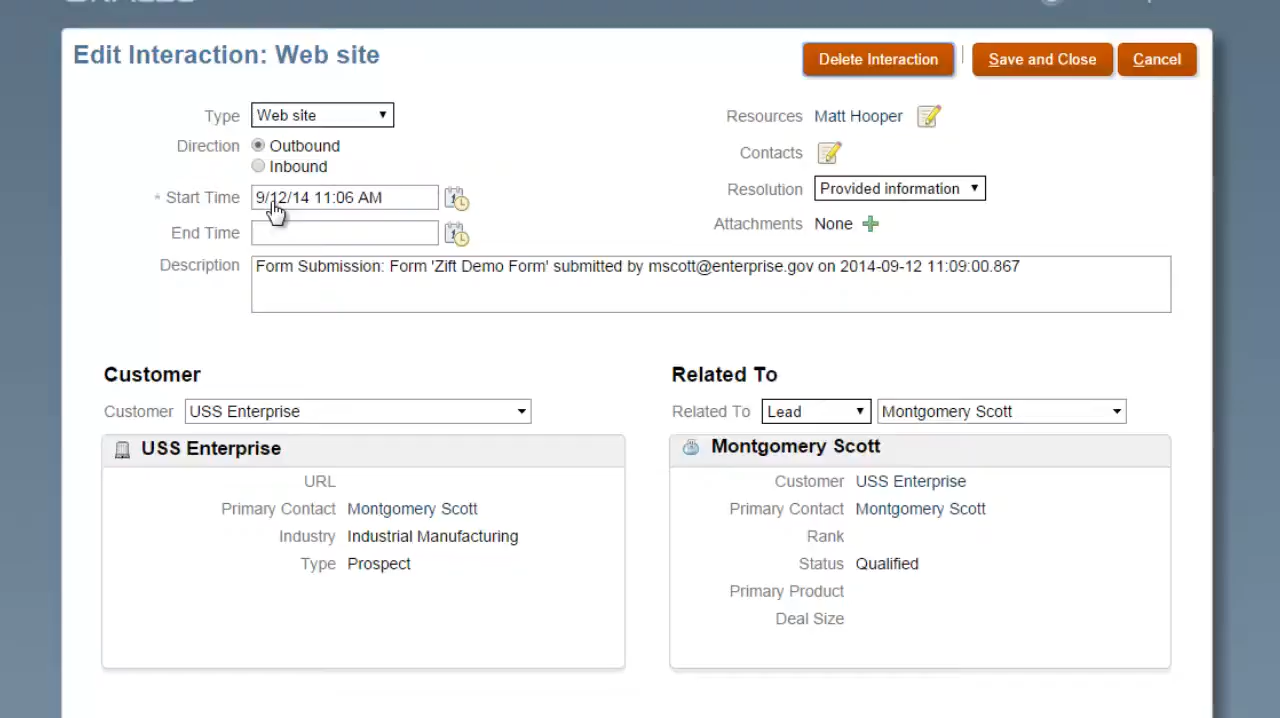 Edit Interaction: Web site
Delete Interaction
Save and Close
Cancel
Type Web site
Direction Outbound
Inbound
* Start Time 9/12/14 11:06 AM
End Time
Description Form Submission: Form 'Zift Demo Form' submitted by mscott@enterprise.gov on 2014-09-12 11:09:00.867
Resources Matt Hooper
Contacts
Resolution Provided information
Attachments None
Customer
Customer USS Enterprise
USS Enterprise
URL
Primary Contact Montgomery Scott
Industry Industrial Manufacturing
Type Prospect
Related To
Related To Lead Montgomery Scott
Montgomery Scott
Customer USS Enterprise
Primary Contact Montgomery Scott
Rank
Status Qualified
Primary Product
Deal Size